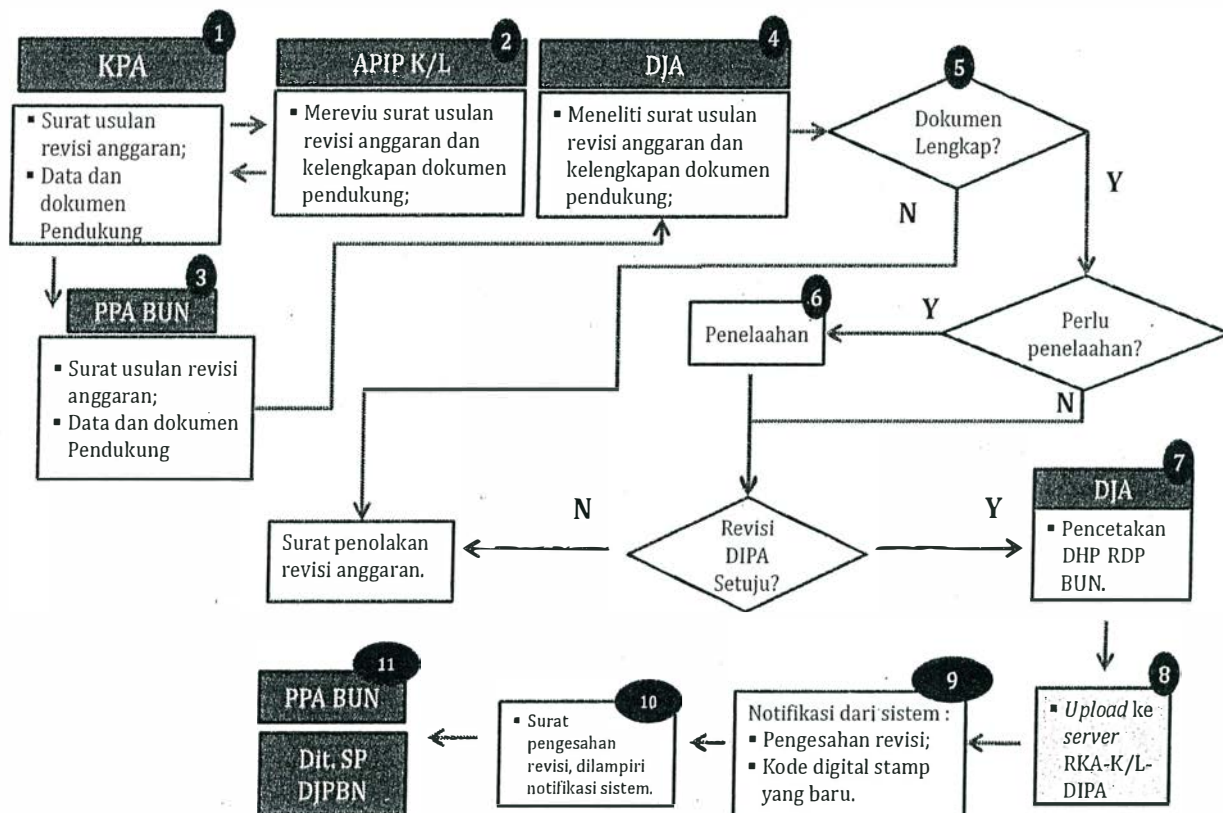 1
KPA
▪ Surat usulan
revisi anggaran;
▪ Data dan
dokumen
Pendukung
2
APIP K/L
▪ Mereviu surat usulan
revisi anggaran dan
kelengkapan dokumen
pendukung;
4
DJA
▪ Meneliti surat usulan
revisi anggaran dan
kelengkapan dokumen
pendukung;
5
Dokumen
Lengkap?
Y
N
3
PPA BUN
▪ Surat usulan revisi
anggaran;
▪ Data dan dokumen
Pendukung
6
Penelaahan
Y
Perlu
penelaahan?
N
Surat penolakan
revisi anggaran.
N
Revisi
DIPA
Setuju?
Y
7
DJA
▪ Pencetakan
DHP RDP
BUN.
8
▪ Upload ke
server
RKA-K/L-
DIPA
9
Notifikasi dari sistem :
▪ Pengesahan revisi;
▪ Kode digital stamp
yang baru.
10
▪ Surat
pengesahan
revisi, dilampiri
notifikasi sistem.
11
PPA BUN
Dit. SP
DJPBN